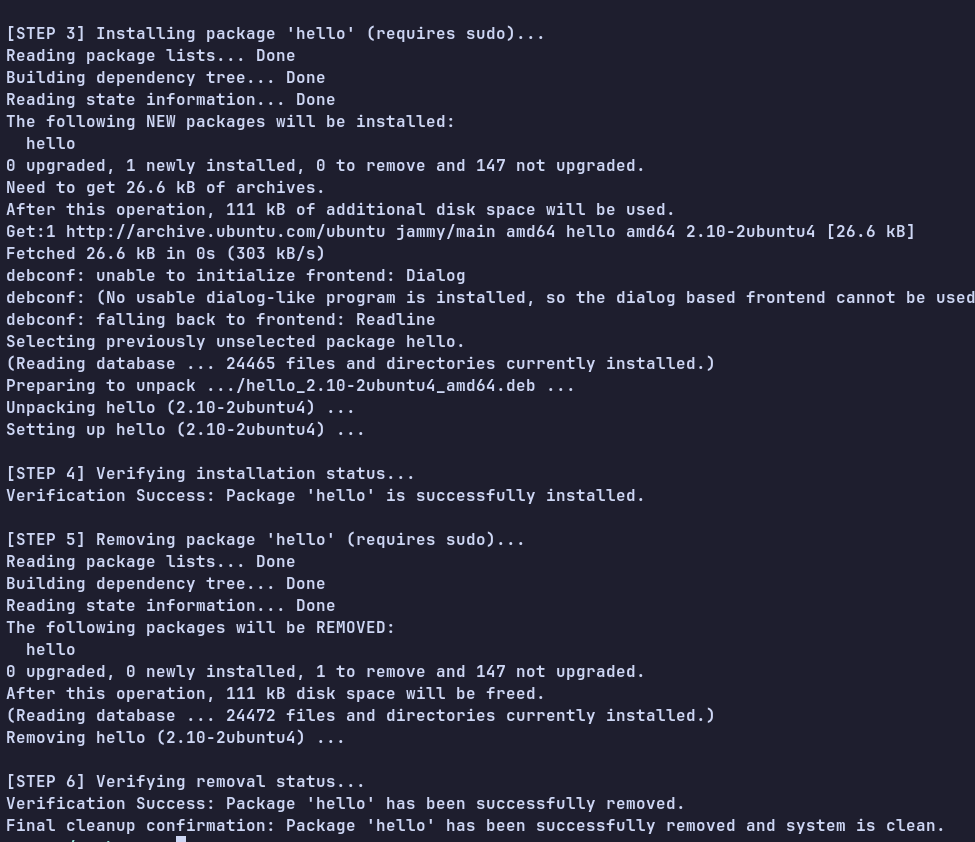 [STEP 3] Installing package 'hello' (requires sudo)...
Reading package lists... Done
Building dependency tree... Done
Reading state information... Done
The following NEW packages will be installed:
  hello
0 upgraded, 1 newly installed, 0 to remove and 147 not upgraded.
Need to get 26.6 kB of archives.
After this operation, 111 kB of additional disk space will be used.
Get:1 http://archive.ubuntu.com/ubuntu jammy/main amd64 hello amd64 2.10-2ubuntu4 [26.6 kB]
Fetched 26.6 kB in 0s (303 kB/s)
debconf: unable to initialize frontend: Dialog
debconf: (No usable dialog-like program is installed, so the dialog based frontend cannot be used
debconf: falling back to frontend: Readline
Selecting previously unselected package hello.
(Reading database ... 24465 files and directories currently installed.)
Preparing to unpack .../hello_2.10-2ubuntu4_amd64.deb ...
Unpacking hello (2.10-2ubuntu4) ...
Setting up hello (2.10-2ubuntu4) ...

[STEP 4] Verifying installation status...
Verification Success: Package 'hello' is successfully installed.

[STEP 5] Removing package 'hello' (requires sudo)...
Reading package lists... Done
Building dependency tree... Done
Reading state information... Done
The following packages will be REMOVED:
  hello
0 upgraded, 0 newly installed, 1 to remove and 147 not upgraded.
After this operation, 111 kB disk space will be freed.
(Reading database ... 24472 files and directories currently installed.)
Removing hello (2.10-2ubuntu4) ...

[STEP 6] Verifying removal status...
Verification Success: Package 'hello' has been successfully removed.
Final cleanup confirmation: Package 'hello' has been successfully removed and system is clean.